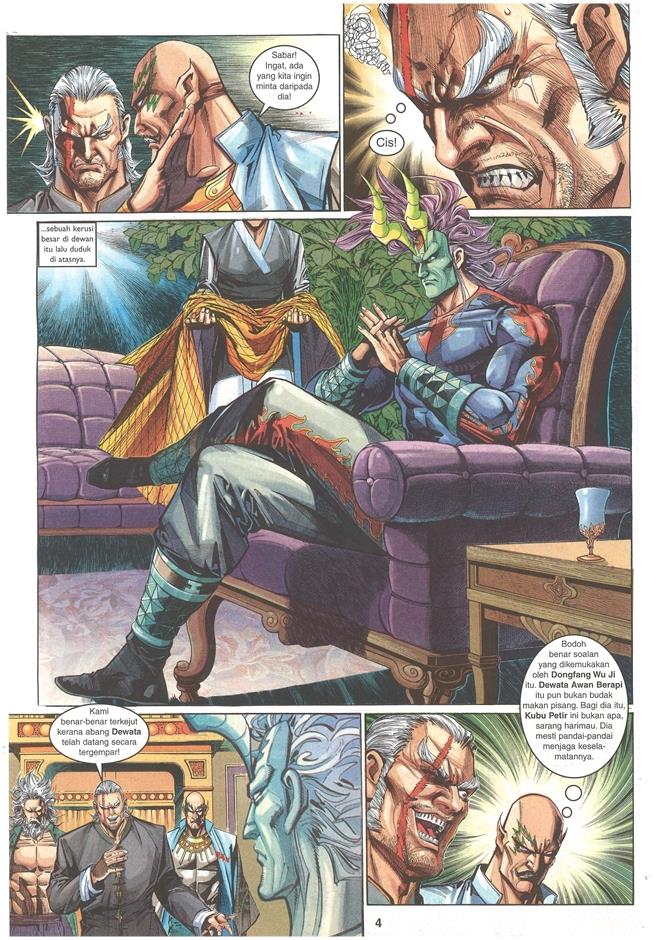 Sabar!
Ingat, ada
yang kita ingin
minta daripada
dia!
Cis!
...sebuah kerusi
besar di dewan
itu lalu duduk
di atasnya.
Kami
benar-benar terkejut
kerana abang Dewata
telah datang secara
tergempar!
Bodoh
benar soalan
yang dikemukakan
oleh Dongfang Wu Ji
itu. Dewata Awan Berapi
itu pun bukan budak
makan pisang. Bagi dia itu,
Kubu Petir ini bukan apa,
sarang harimau. Dia
mesti pandai-pandai
menjaga kesela-
matannya.
4